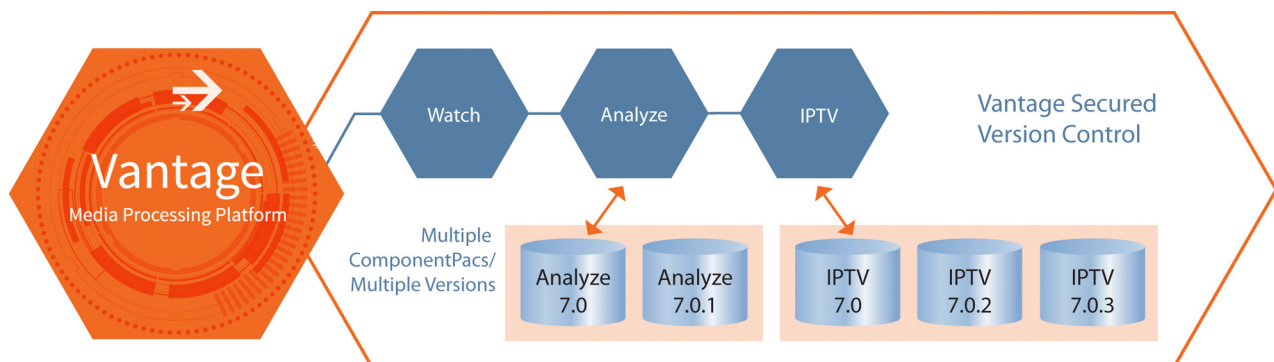 Vantage
Media Processing Platform
Watch
Analyze
IPTV
Vantage Secured
Version Control
Multiple
ComponentPacs/
Multiple Versions
Analyze
7.0
Analyze
7.0.1
IPTV
7.0
IPTV
7.0.2
IPTV
7.0.3